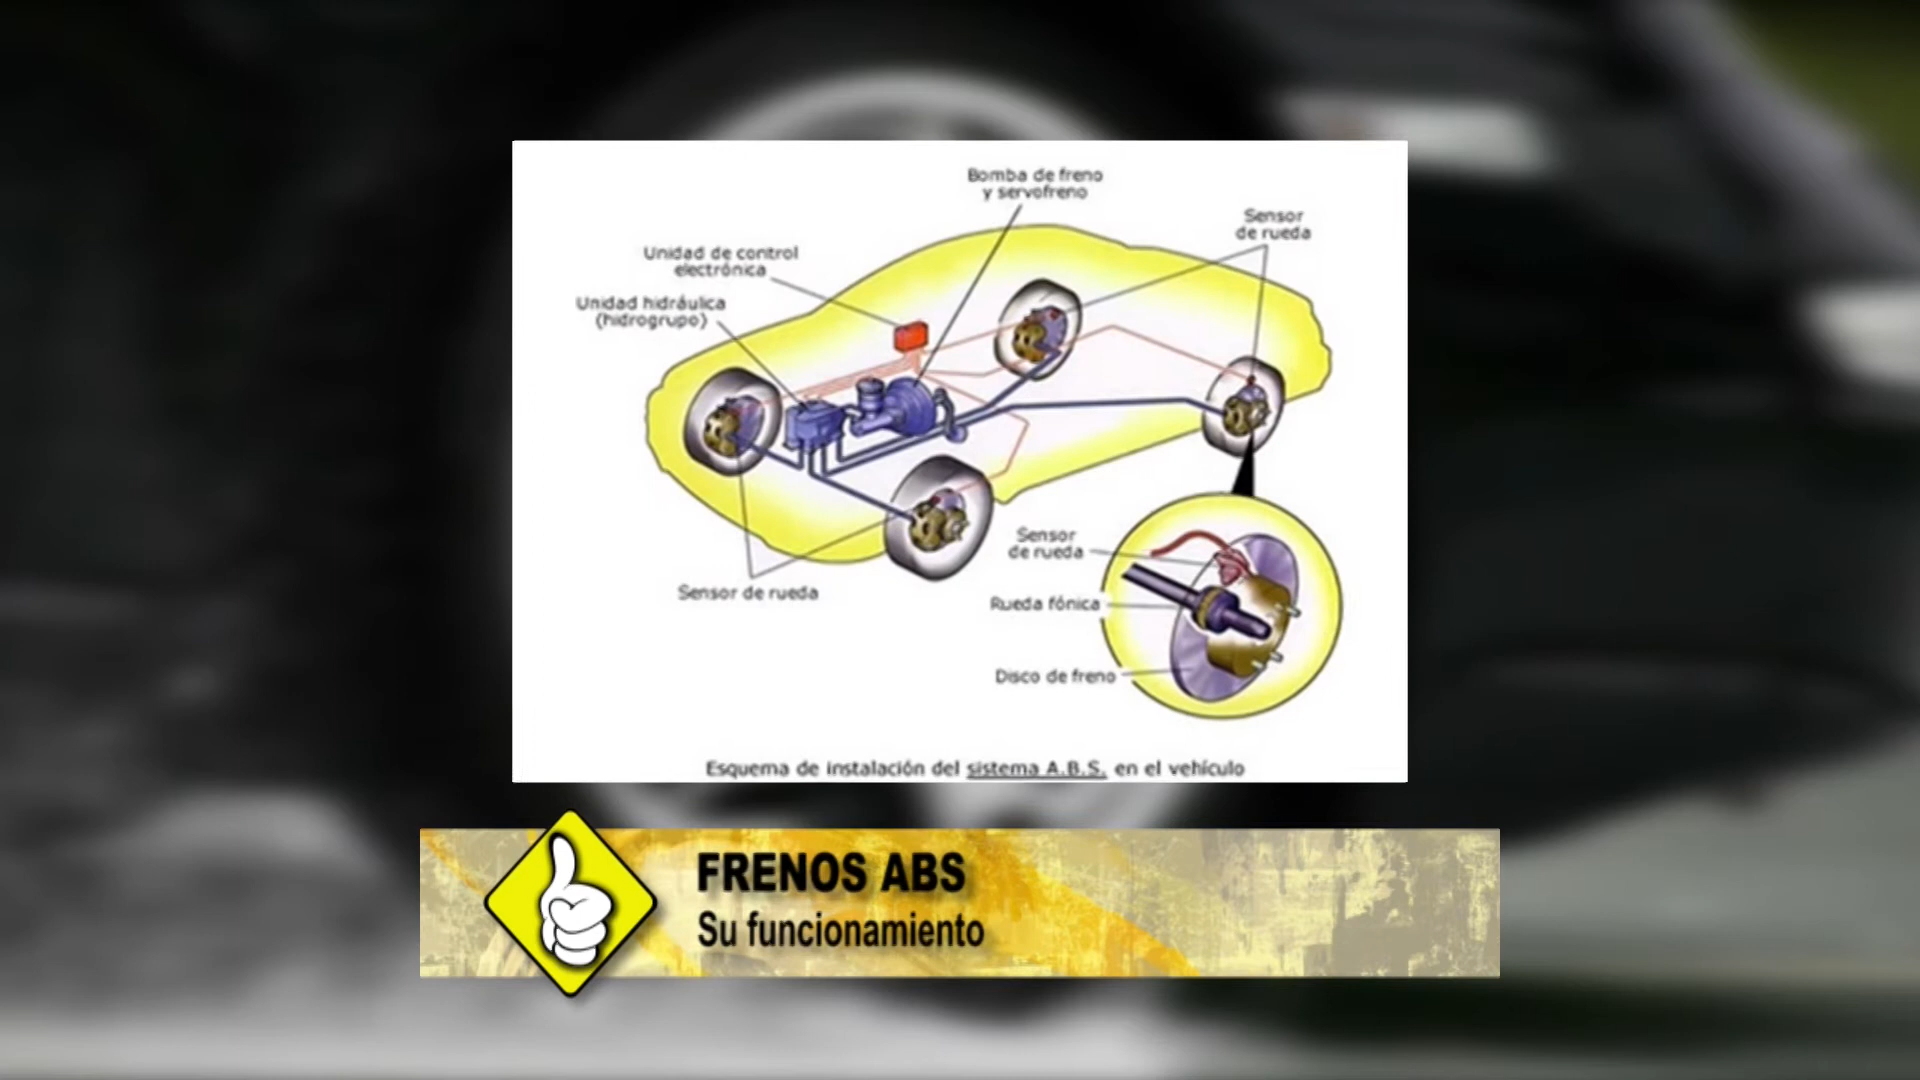 Bomba de freno
y servofreno
Sensor
de rueda
Unidad de control
electrónica
Unidad hidráulica
(hidrogrupo)
Sensor
de rueda
Sensor de rueda
Rueda fónica
Disco de freno
Esquema de instalación del sistema A.B.S. en el vehículo
FRENOS ABS
Su funcionamiento